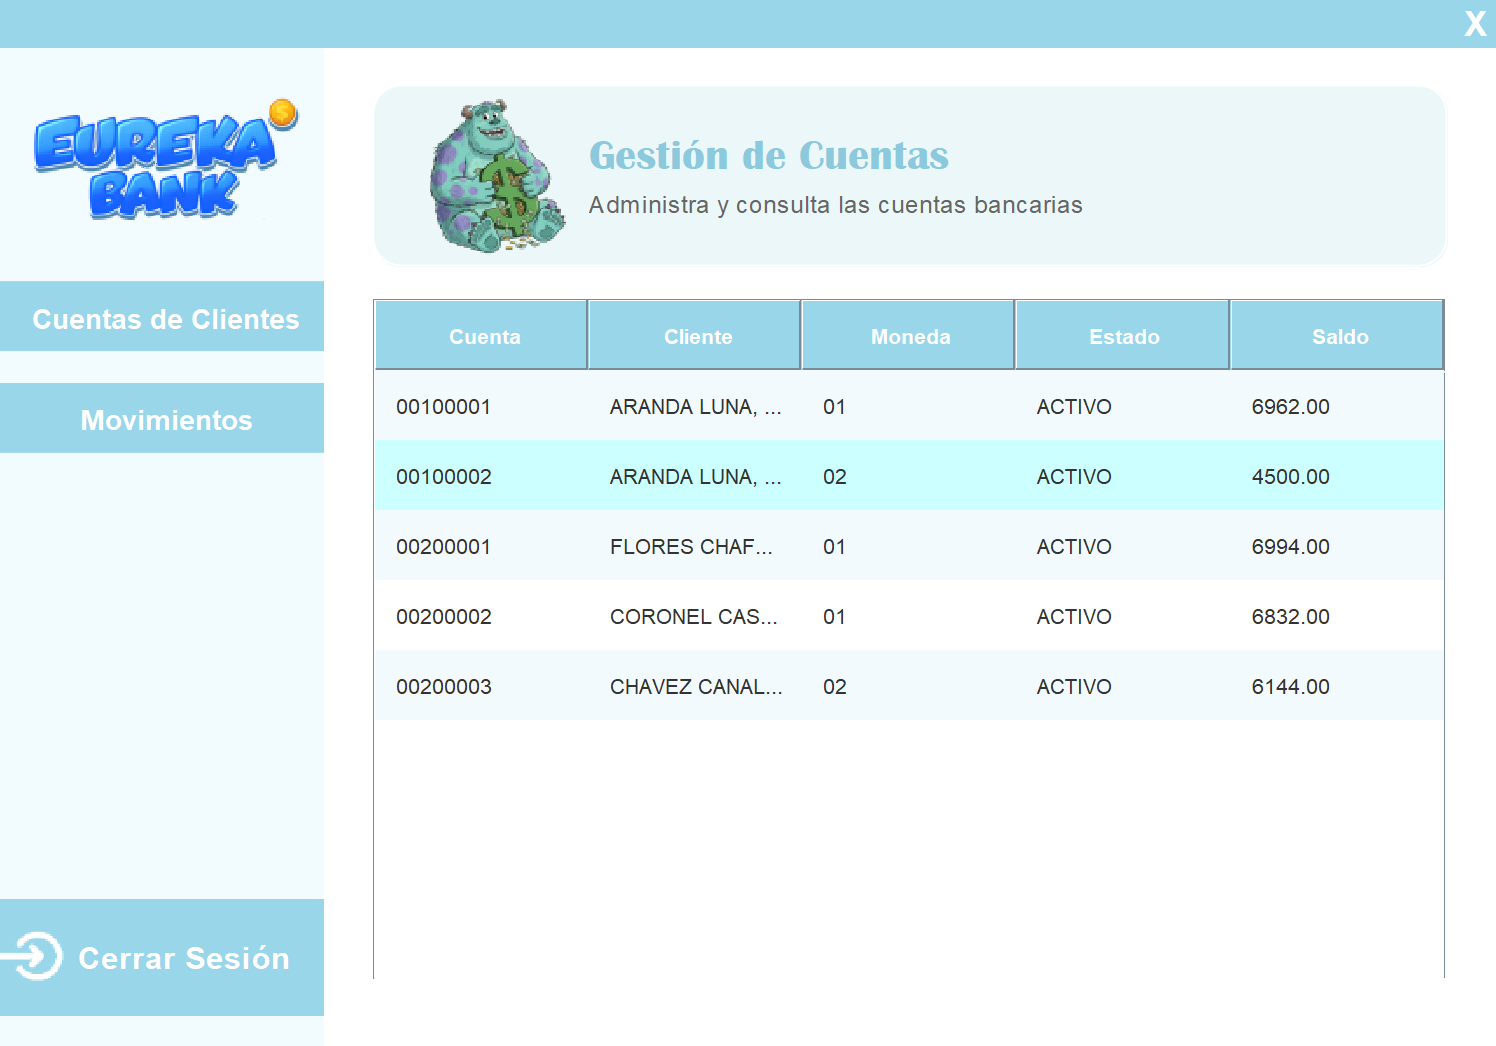 X
EUREKA
BANK
Cuentas de Clientes
Movimientos
Cerrar Sesión
Gestión de Cuentas
Administra y consulta las cuentas bancarias
Cuenta Cliente Moneda Estado Saldo
00100001 ARANDA LUNA, ... 01 ACTIVO 6962.00
00100002 ARANDA LUNA, ... 02 ACTIVO 4500.00
00200001 FLORES CHAF... 01 ACTIVO 6994.00
00200002 CORONEL CAS... 01 ACTIVO 6832.00
00200003 CHAVEZ CANAL... 02 ACTIVO 6144.00